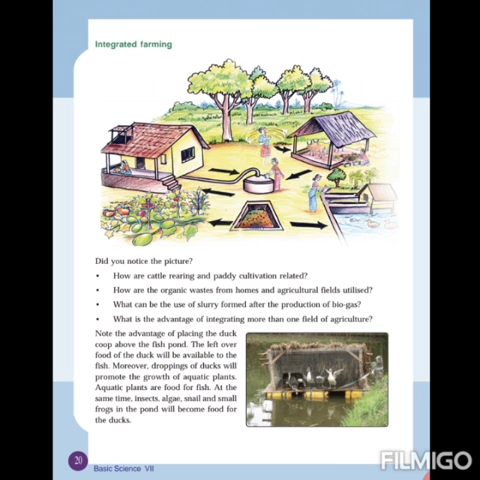 Integrated farming
Did you notice the picture?
• How are cattle rearing and paddy cultivation related?
• How are the organic wastes from homes and agricultural fields utilised?
• What can be the use of slurry formed after the production of bio-gas?
• What is the advantage of integrating more than one field of agriculture?
Note the advantage of placing the duck
coop above the fish pond. The left over
food of the duck will be available to the
fish. Moreover, droppings of ducks will
promote the growth of aquatic plants.
Aquatic plants are food for fish. At the
same time, insects, algae, snail and small
frogs in the pond will become food for
the ducks.
20
Basic Science VII
FILMIGO